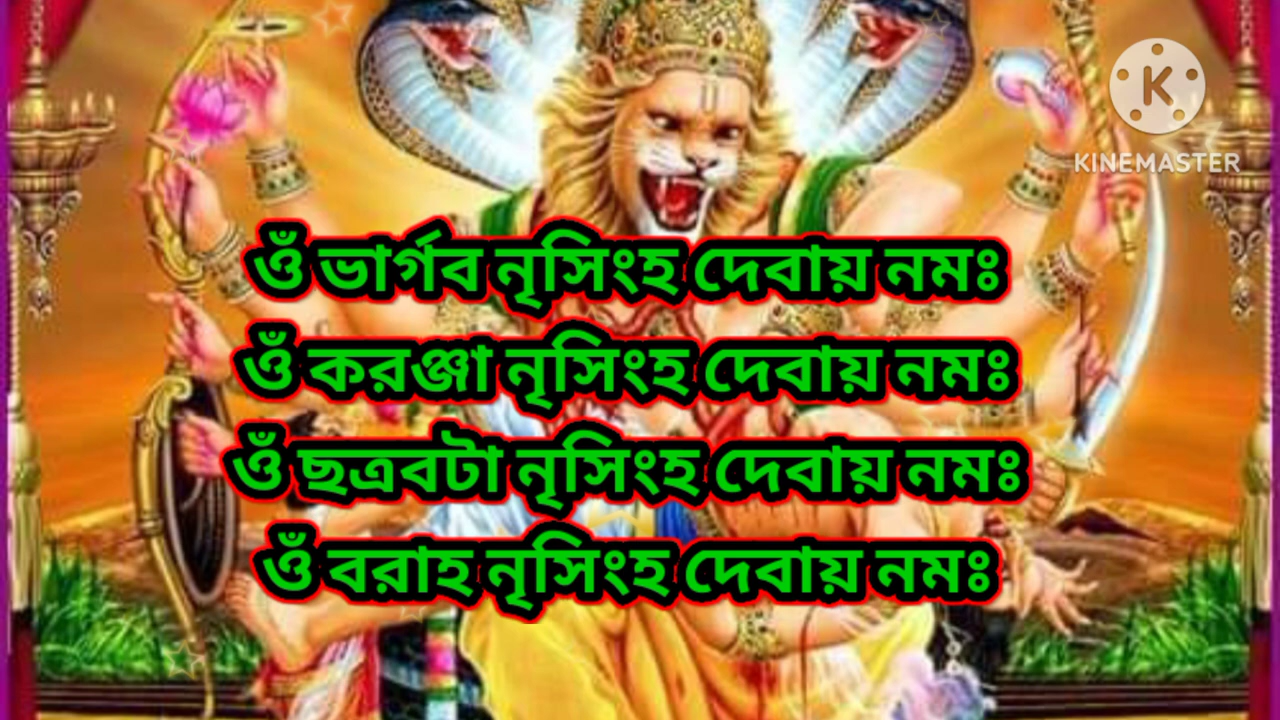 K
KINEMASTER
ওঁ ভার্গব নৃসিংহ দেবায় নমঃ
ওঁ করঞ্জা নৃসিংহ দেবায় নমঃ
ওঁ ছত্রবটা নৃসিংহ দেবায় নমঃ
ওঁ বরাহ নৃসিংহ দেবায় নমঃ